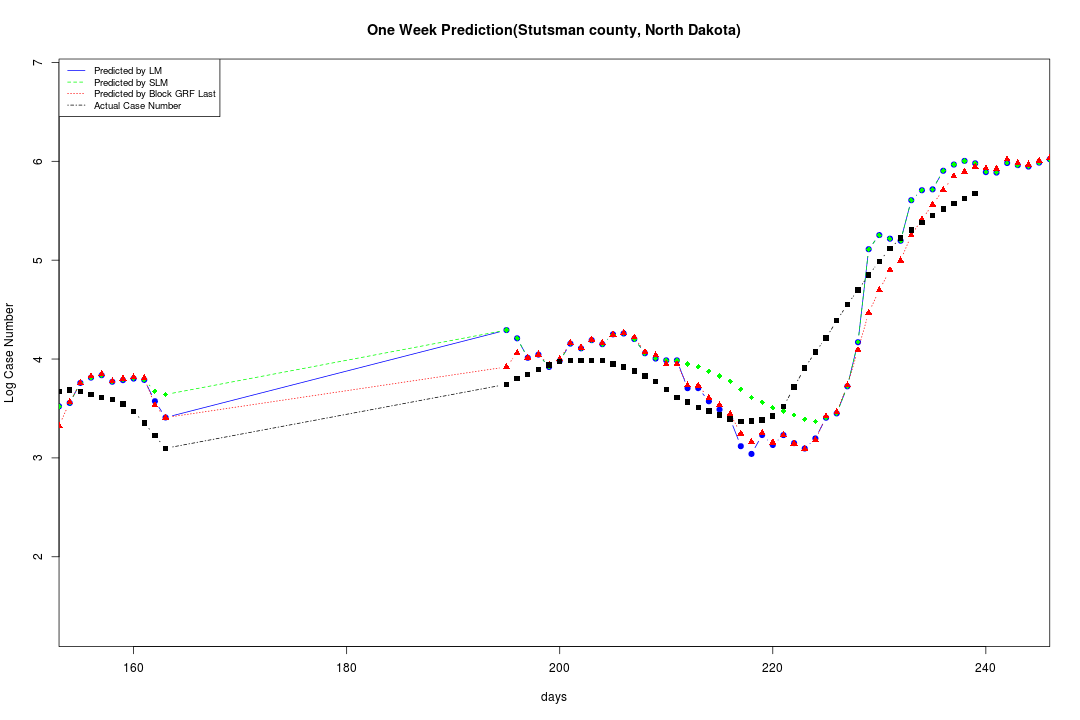 One Week Prediction(Stutsman county, North Dakota)
Predicted by LM
Predicted by SLM
Predicted by Block GRF Last
Actual Case Number
7
6
5
4
3
2
Log Case Number
160 180 200 220 240
days